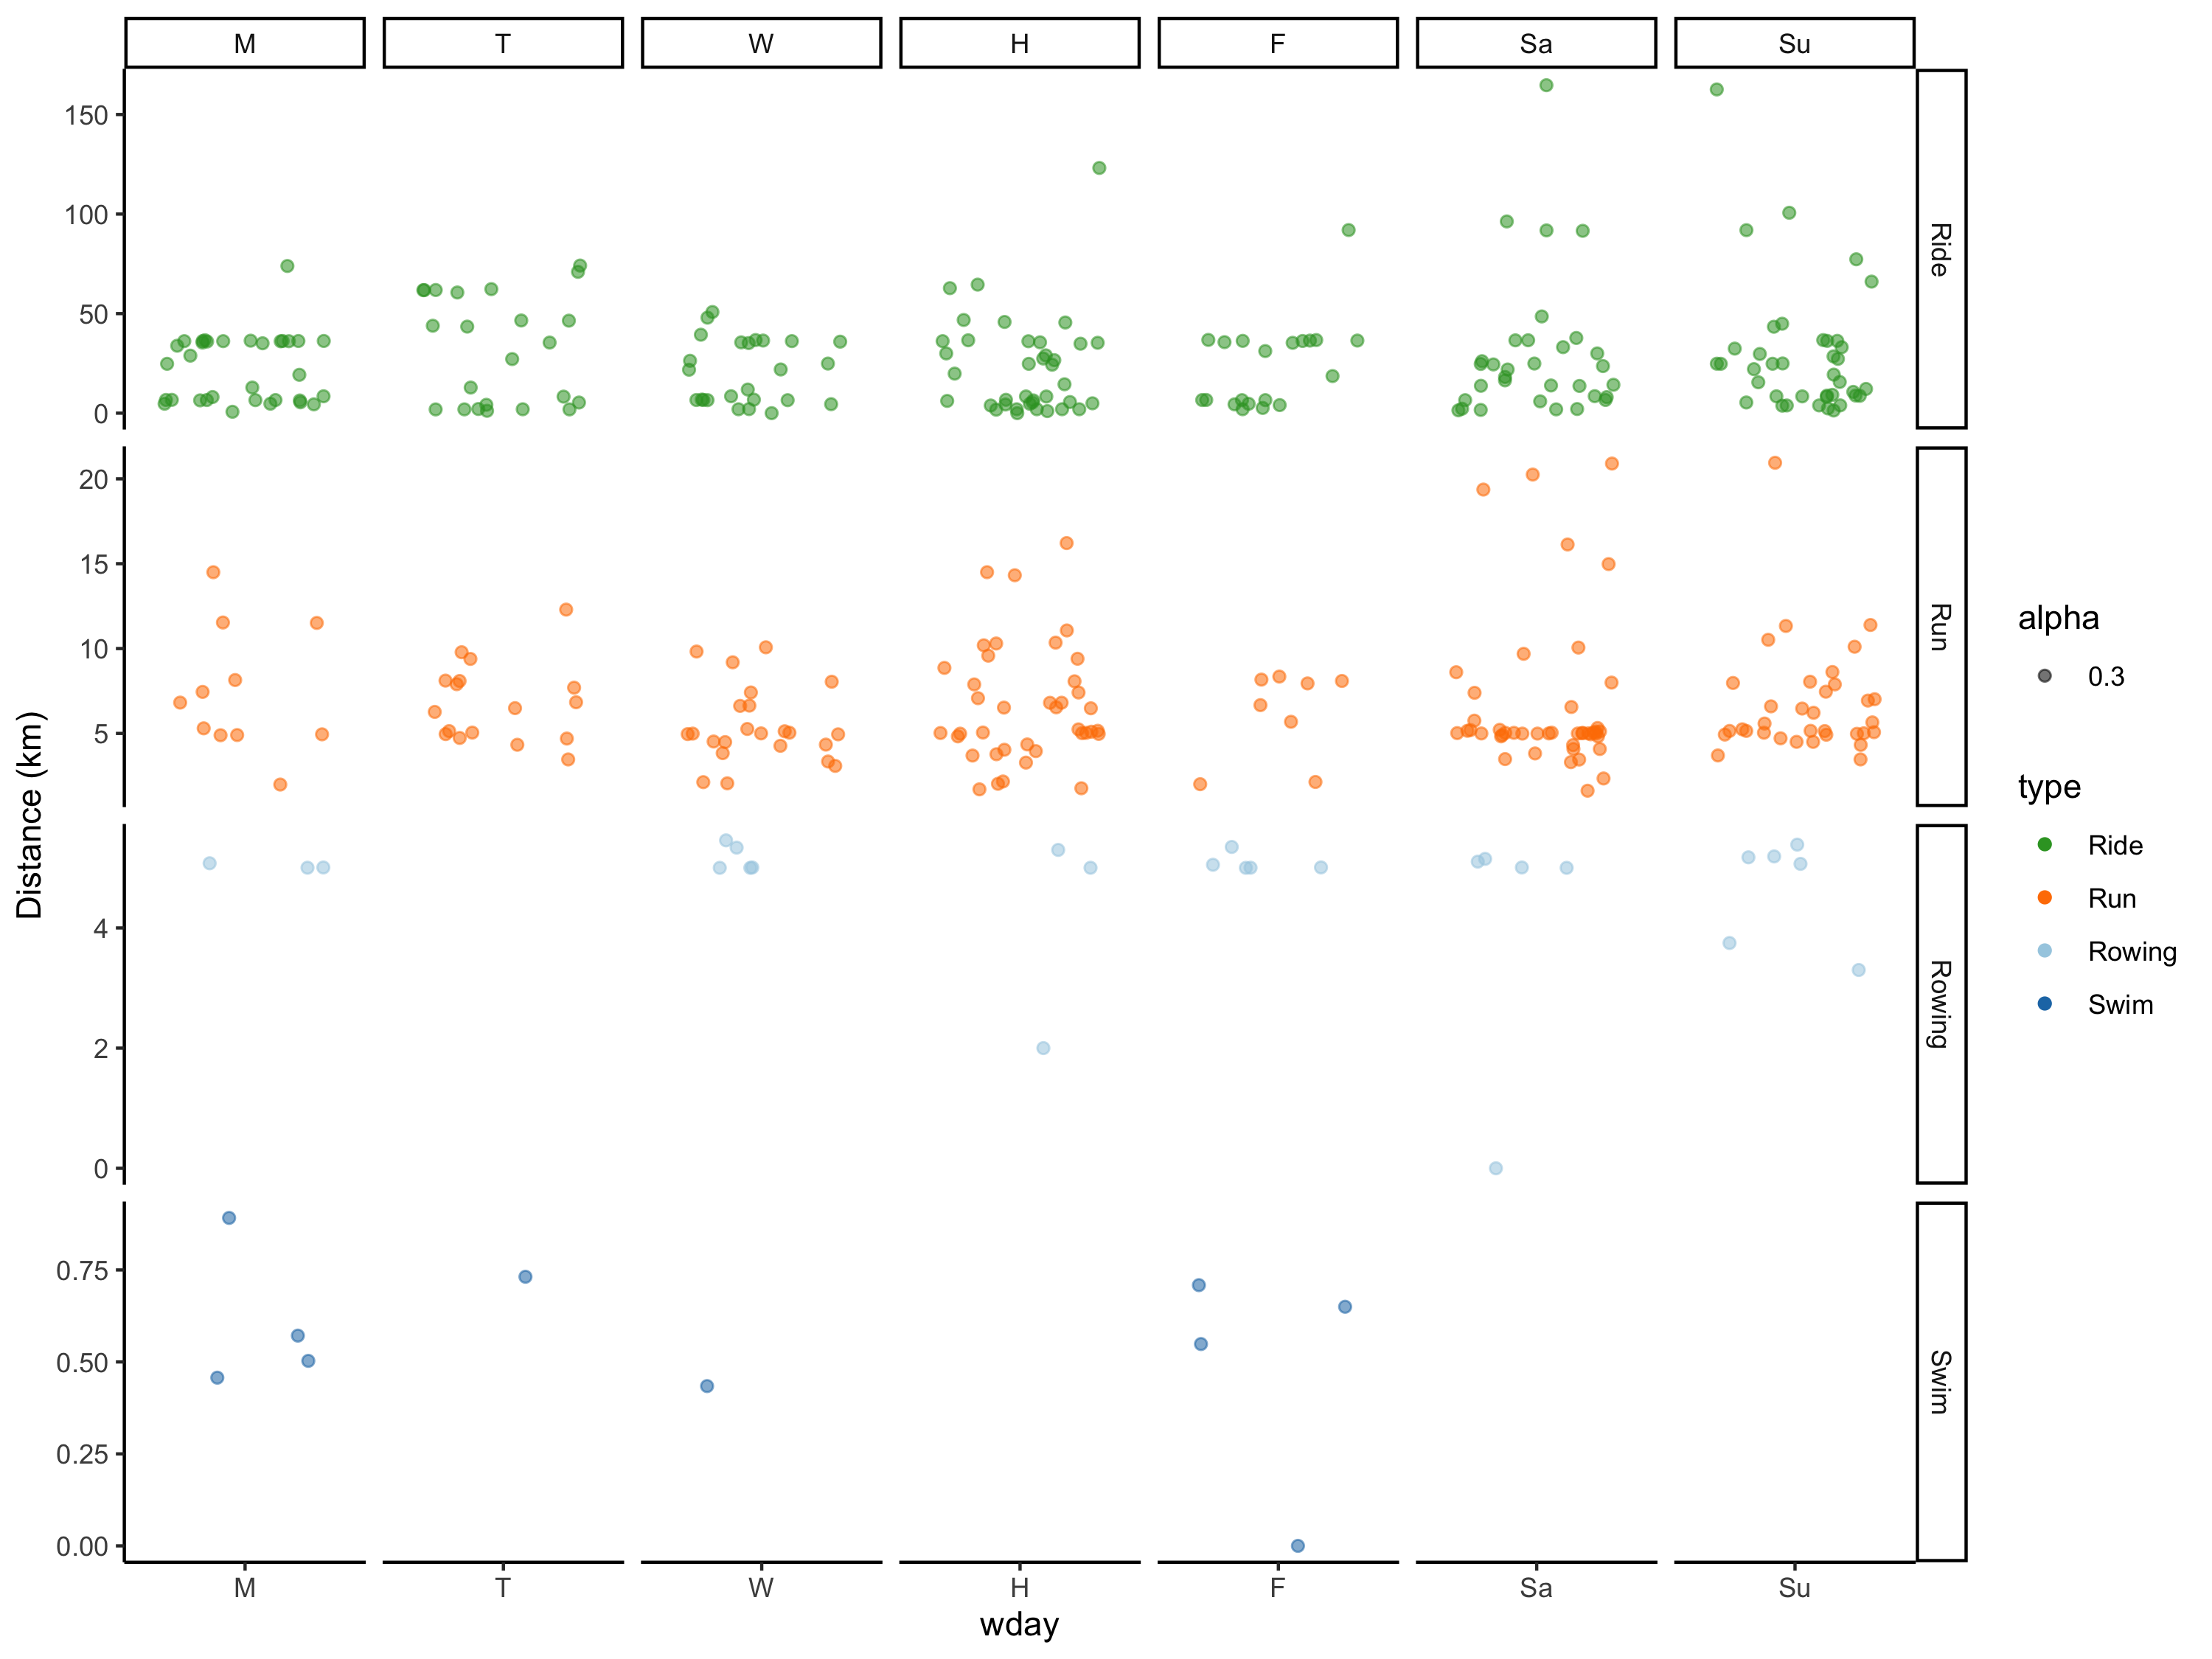 M T W H F Sa Su
150
100
50
0
Ride
20
15
10
5
Run
4
2
0
Rowing
0.75
0.50
0.25
0.00
Swim
M T W H F Sa Su
wday
Distance (km)
alpha
0.3
type
Ride
Run
Rowing
Swim